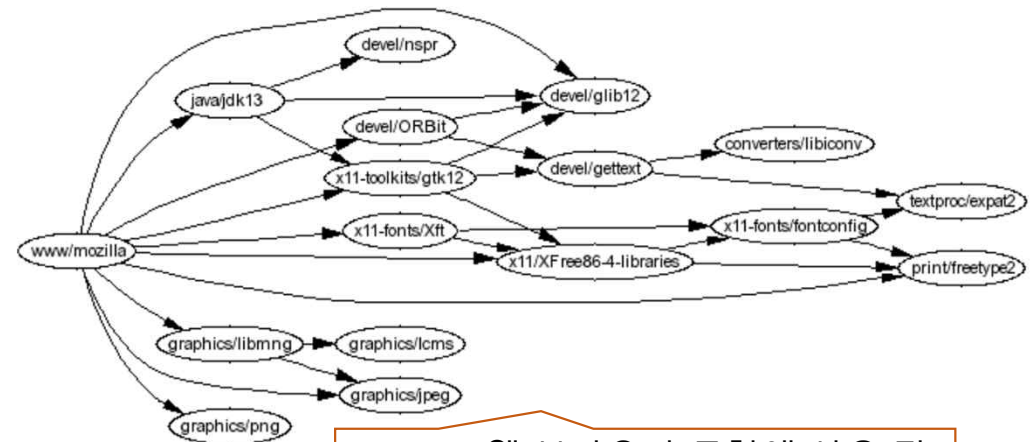 devel/nspr
java/jdk13
devel/glib12
devel/ORBit
converters/libiconv
x11-toolkits/gtk12
devel/gettext
textproc/expat2
x11-fonts/Xft
x11-fonts/fontconfig
www/mozilla
x11/XFree86-4-libraries
print/freetype2
graphics/libmng
graphics/lcms
graphics/jpeg
graphics/png